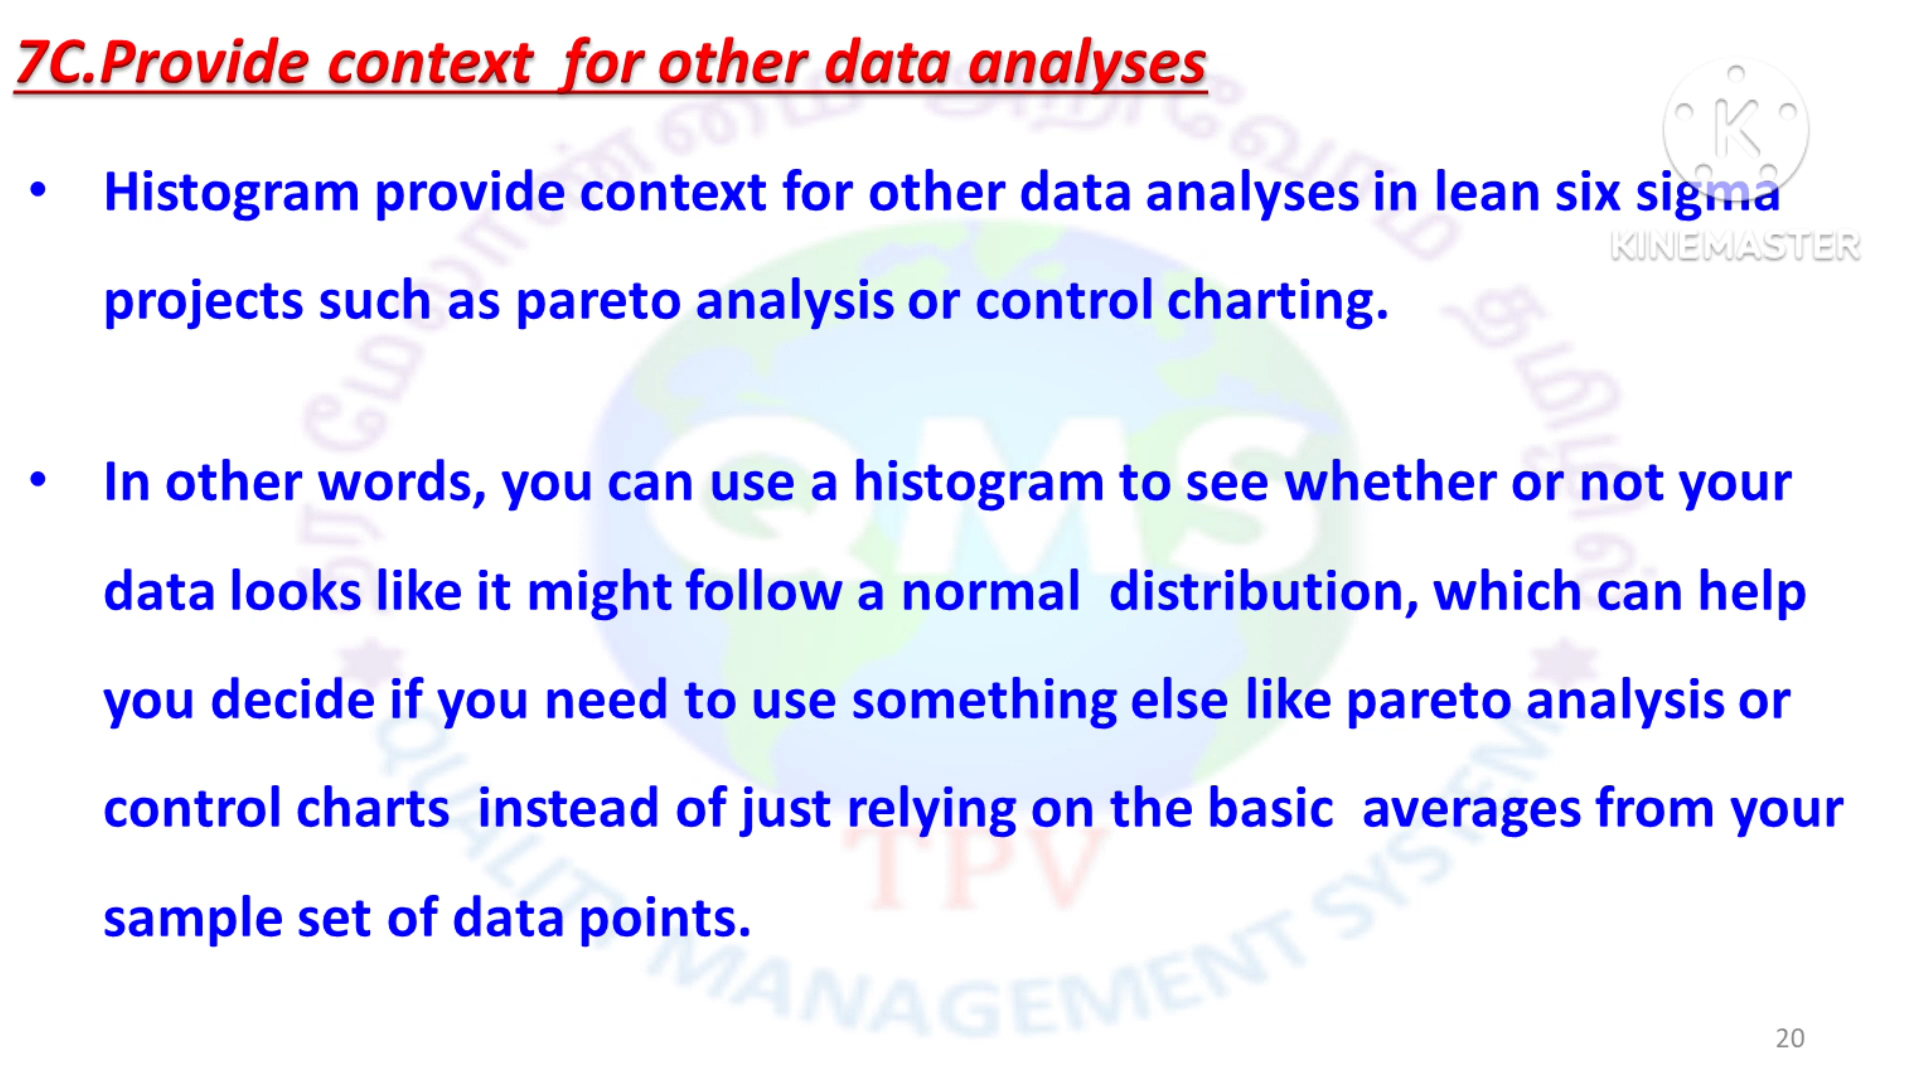 7C.Provide context  for other data analyses
• Histogram provide context for other data analyses in lean six sigma
projects such as pareto analysis or control charting.
• In other words, you can use a histogram to see whether or not your
data looks like it might follow a normal  distribution, which can help
you decide if you need to use something else like pareto analysis or
control charts  instead of just relying on the basic  averages from your
sample set of data points.
K
KINEMASTER
QMS
TPV
QUALITY MANAGEMENT SYSTEM
20